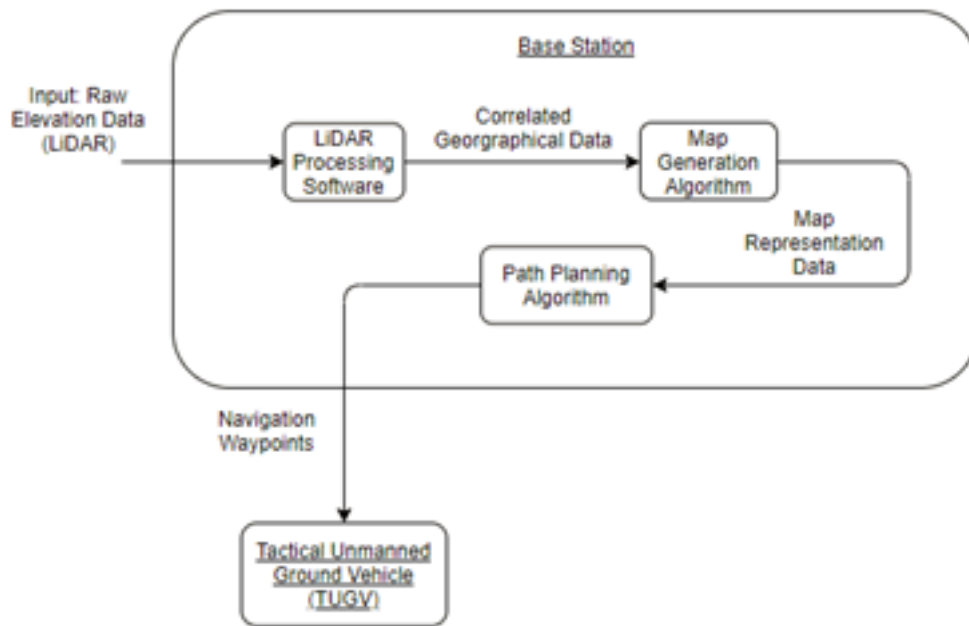 Base Station
Input: Raw
Elevation Data
(LiDAR)
LiDAR
Processing
Software
Correlated
Georgraphical Data
Map
Generation
Algorithm
Map
Representation
Data
Path Planning
Algorithm
Navigation
Waypoints
Tactical Unmanned
Ground Vehicle
(TUGV)